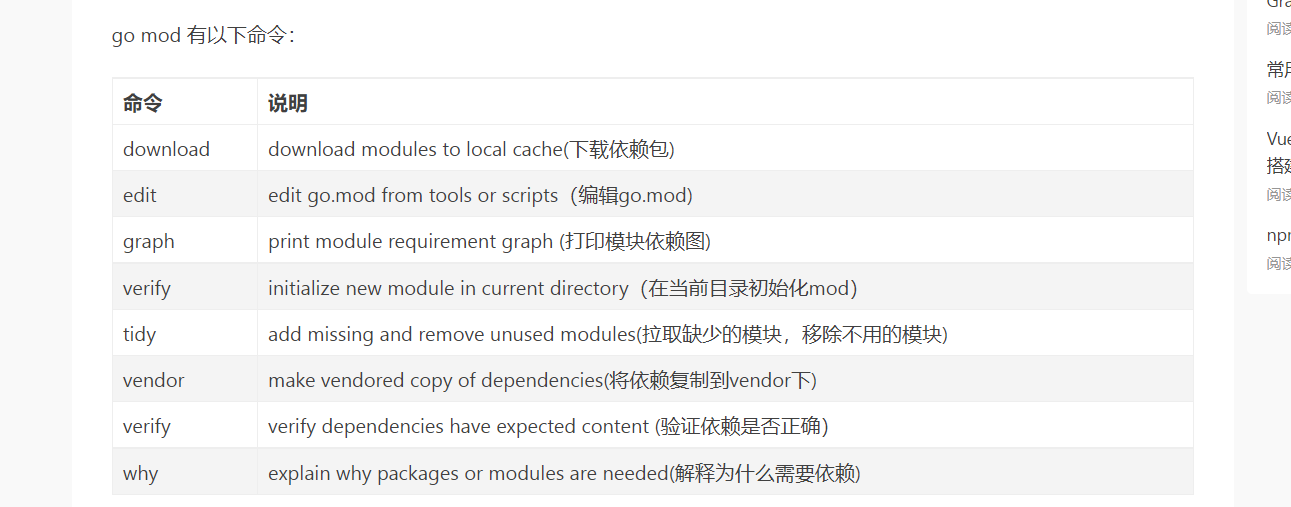 go mod 有以下命令：
命令 说明
download download modules to local cache(下载依赖包)
edit edit go.mod from tools or scripts（编辑go.mod)
graph print module requirement graph (打印模块依赖图)
verify initialize new module in current directory（在当前目录初始化mod）
tidy add missing and remove unused modules(拉取缺少的模块，移除不用的模块)
vendor make vendored copy of dependencies(将依赖复制到vendor下)
verify verify dependencies have expected content (验证依赖是否正确）
why explain why packages or modules are needed(解释为什么需要依赖)
阅读
阅读
Vue
搭建
阅读
阅读